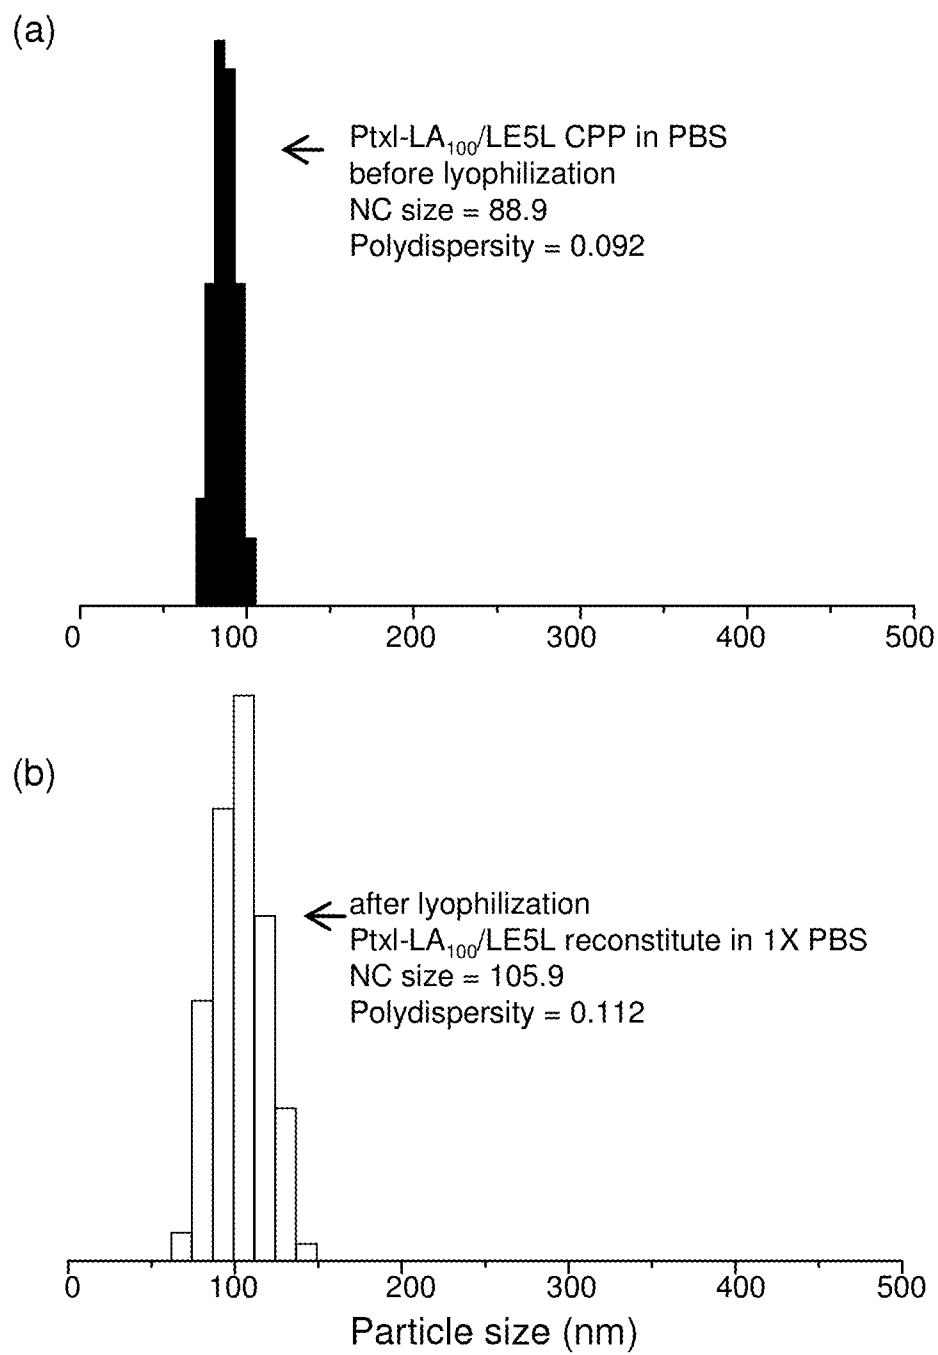 (a)
Ptxl-LA100/LE5L CPP in PBS
before lyophilization
NC size = 88.9
Polydispersity = 0.092
0 100 200 300 400 500
(b)
after lyophilization
Ptxl-LA100/LE5L reconstitute in 1X PBS
NC size = 105.9
Polydispersity = 0.112
0 100 200 300 400 500
Particle size (nm)